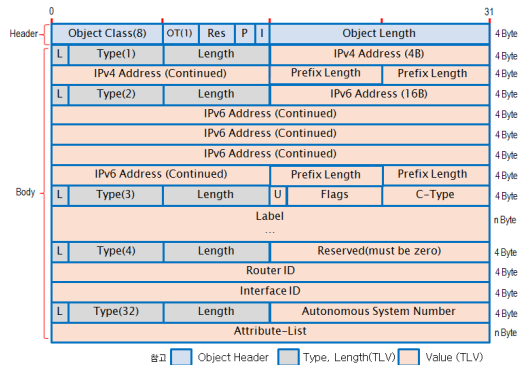 0 31
Header Object Class(8) OT(1) Res P I Object Length 4 Byte
L Type(1) Length IPv4 Address (4B) 4 Byte
IPv4 Address (Continued) Prefix Length Prefix Length 4 Byte
L Type(2) Length IPv6 Address (16B) 4 Byte
IPv6 Address (Continued) 4 Byte
IPv6 Address (Continued) 4 Byte
IPv6 Address (Continued) 4 Byte
IPv6 Address (Continued) Prefix Length Prefix Length 4 Byte
Body L Type(3) Length U Flags C-Type 4 Byte
Label n Byte
...
L Type(4) Length Reserved(must be zero) 4 Byte
Router ID 4 Byte
Interface ID 4 Byte
L Type(32) Length Autonomous System Number 4 Byte
Attribute-List n Byte
참고 Object Header Type, Length(TLV) Value (TLV)